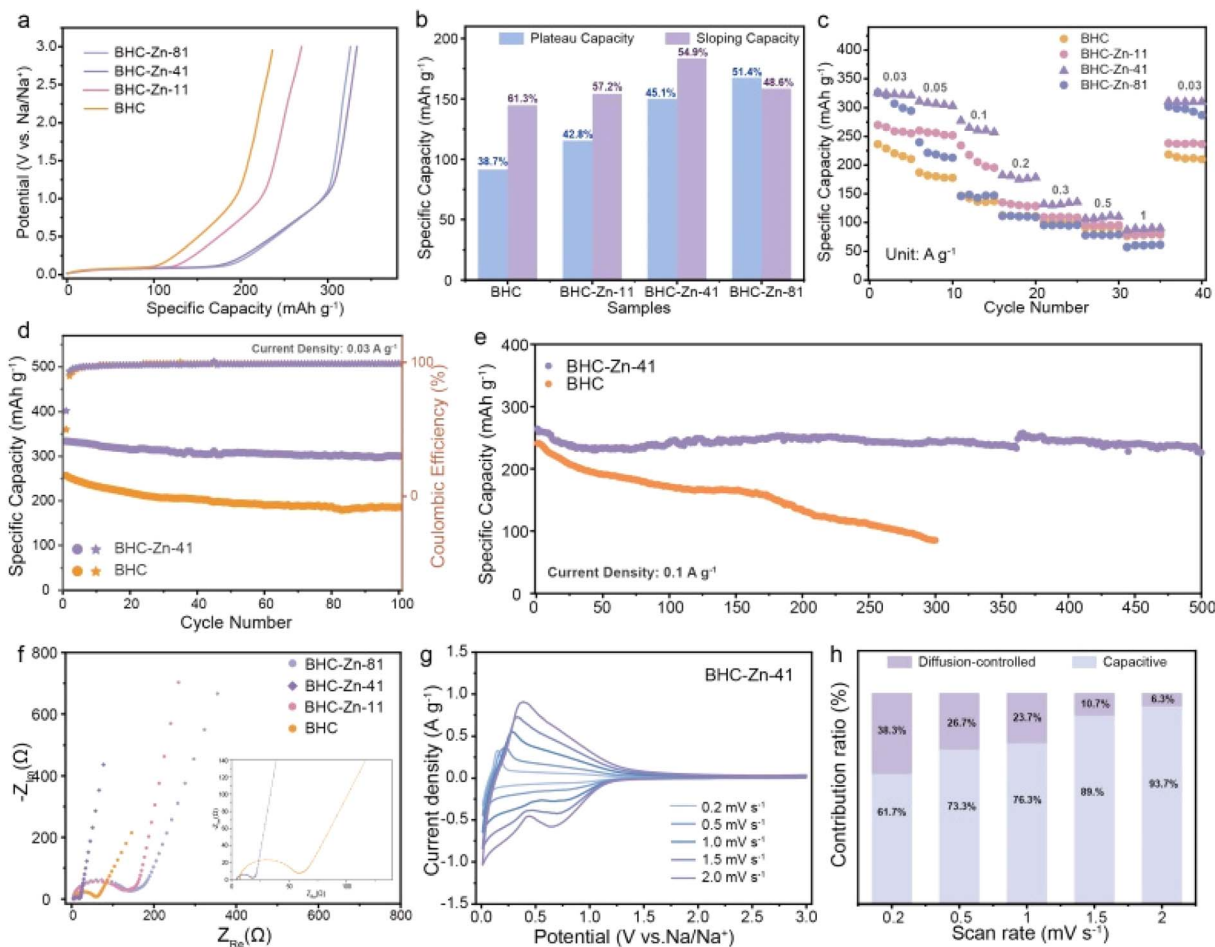 a
BHC-Zn-81
BHC-Zn-41
BHC-Zn-11
BHC
Potential (V vs. Na/Na⁺)
3.0
2.5
2.0
1.5
1.0
0.5
0.0
0 100 200 300
Specific Capacity (mAh g⁻¹)
b
Plateau Capacity Sloping Capacity
Specific Capacity (mAh g⁻¹)
200
150
100
50
0
38.7% 61.3% 42.8% 57.2% 45.1% 54.9% 51.4% 48.6%
BHC BHC-Zn-11 BHC-Zn-41 BHC-Zn-81
Samples
c
BHC
BHC-Zn-11
BHC-Zn-41
BHC-Zn-81
Specific Capacity (mAh g⁻¹)
400
350
300
250
200
150
100
50
0
0.03 0.05 0.1 0.2 0.3 0.5 1 0.03
Unit: A g⁻¹
0 10 20 30 40
Cycle Number
d
Current Density: 0.03 A g⁻¹
Specific Capacity (mAh g⁻¹)
500
400
300
200
100
0
100
0
Coulombic Efficiency (%)
BHC-Zn-41
BHC
0 20 40 60 80 100
Cycle Number
e
BHC-Zn-41
BHC
Specific Capacity (mAh g⁻¹)
400
300
200
100
0
Current Density: 0.1 A g⁻¹
0 50 100 150 200 250 300 350 400 450 500
f
BHC-Zn-81
BHC-Zn-41
BHC-Zn-11
BHC
-Z_Im(Ω)
800
600
400
200
0
-Z_Im(Ω)
140
120
100
80
60
40
20
0
0 50 100
Z_Re(Ω)
0 200 400 600 800
Z_Re(Ω)
g
BHC-Zn-41
Current density (A g⁻¹)
1.5
1.0
0.5
0.0
-0.5
-1.0
-1.5
0.2 mV s⁻¹
0.5 mV s⁻¹
1.0 mV s⁻¹
1.5 mV s⁻¹
2.0 mV s⁻¹
0.0 0.5 1.0 1.5 2.0 2.5 3.0
Potential (V vs.Na/Na⁺)
h
Diffusion-controlled Capacitive
Contribution ratio (%)
38.3% 26.7% 23.7% 10.7% 6.3%
61.7% 73.3% 76.3% 89.% 93.7%
0.2 0.5 1 1.5 2
Scan rate (mV s⁻¹)